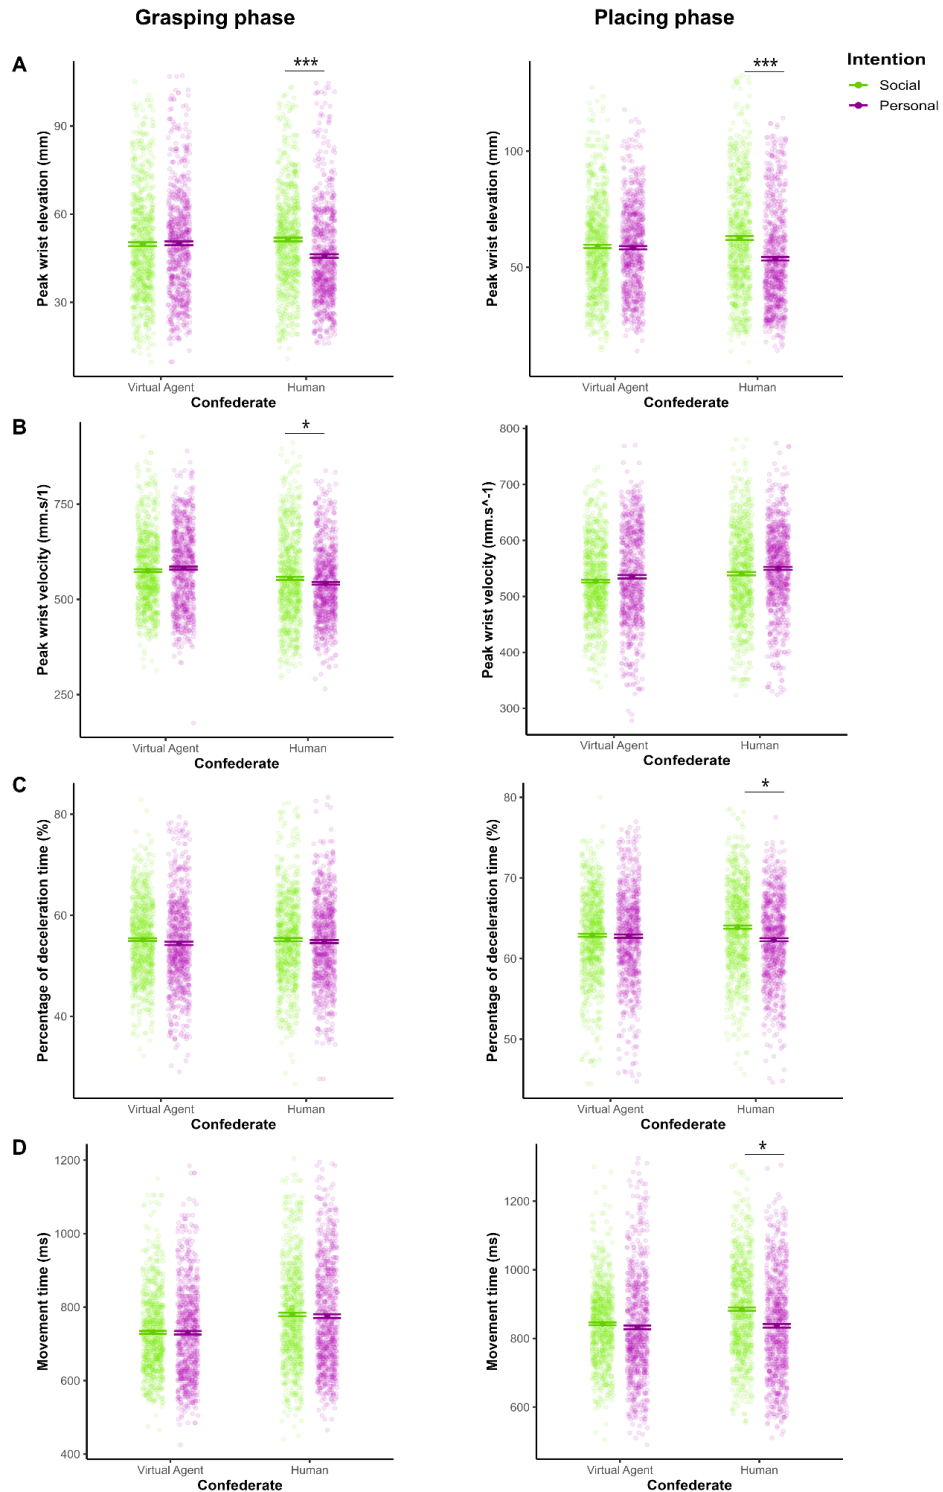 Grasping phase
Placing phase
A
Peak wrist elevation (mm)
90
60
30
***
Virtual Agent
Human
Confederate
Peak wrist elevation (mm)
100
50
***
Virtual Agent
Human
Confederate
Intention
Social
Personal
B
Peak wrist velocity (mm.s/1)
750
500
250
*
Virtual Agent
Human
Confederate
Peak wrist velocity (mm.s^-1)
800
700
600
500
400
300
Virtual Agent
Human
Confederate
C
Percentage of deceleration time (%)
80
60
40
Virtual Agent
Human
Confederate
Percentage of deceleration time (%)
80
70
60
50
*
Virtual Agent
Human
Confederate
D
Movement time (ms)
1200
1000
800
600
400
Virtual Agent
Human
Confederate
Movement time (ms)
1200
1000
800
600
*
Virtual Agent
Human
Confederate